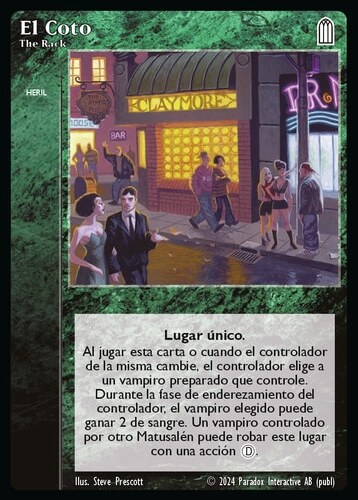 El Coto
The Rack
HERIL
CLAYMORE
BAR
Lugar único.
Al jugar esta carta o cuando el controlador
de la misma cambie, el controlador elige a
un vampiro preparado que controle.
Durante la fase de enderezamiento del
controlador, el vampiro elegido puede
ganar 2 de sangre. Un vampiro controlado
por otro Matusalén puede robar este lugar
con una acción Ⓓ.
Ilus. Steve Prescott
© 2024 Paradox Interactive AB (publ)